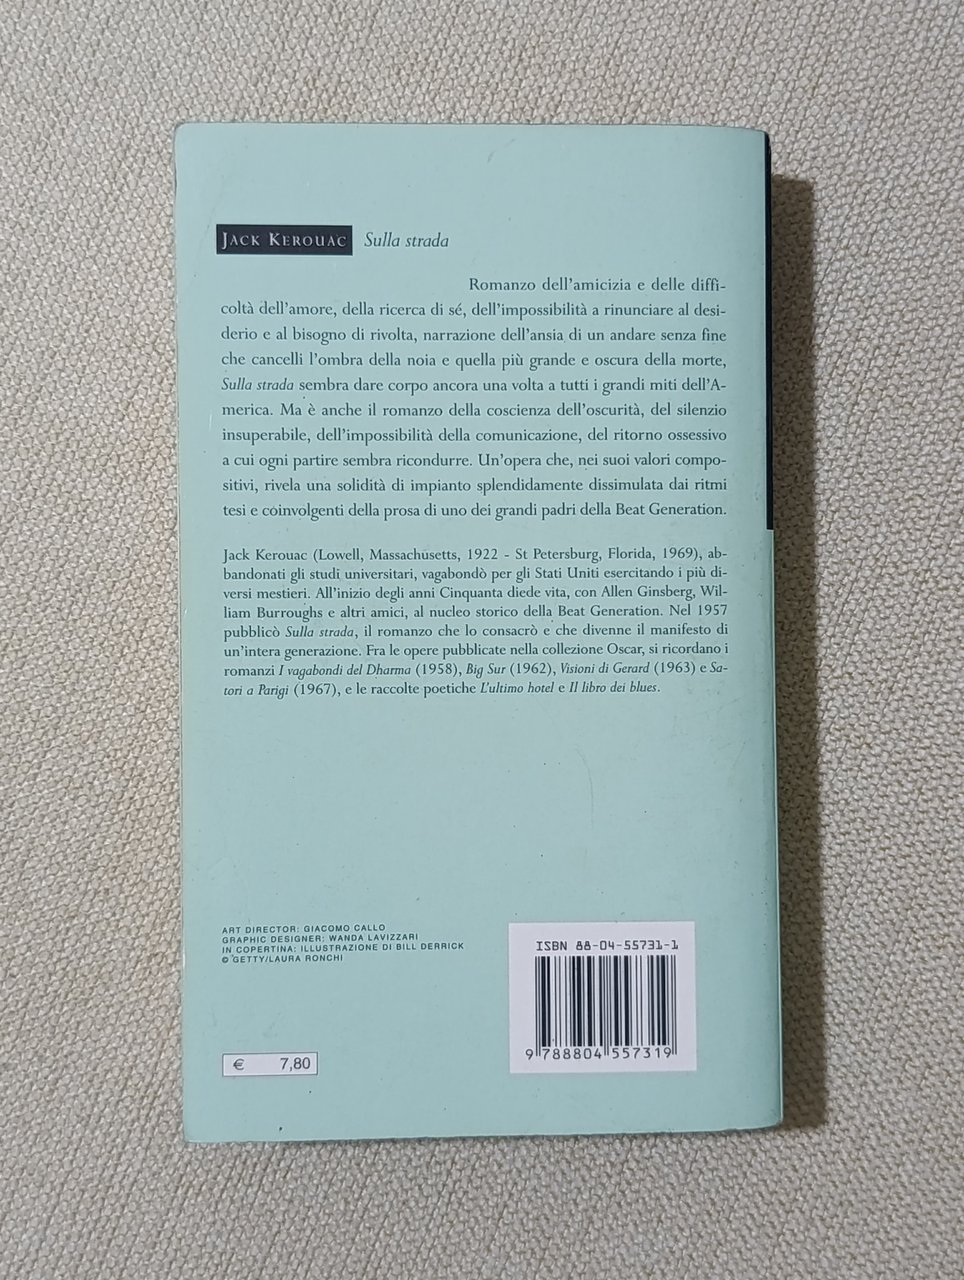 JACK KEROUAC Sulla strada
Romanzo dell'amicizia e delle diffi-
coltà dell'amore, della ricerca di sé, dell'impossibilità a rinunciare al desi-
derio e al bisogno di rivolta, narrazione dell'ansia di un andare senza fine
che cancelli l'ombra della noia e quella più grande e oscura della morte,
Sulla strada sembra dare corpo ancora una volta a tutti i grandi miti dell'A-
merica. Ma è anche il romanzo della coscienza dell'oscurità, del silenzio
insuperabile, dell'impossibilità della comunicazione, del ritorno ossessivo
a cui ogni partire sembra ricondurre. Un'opera che, nei suoi valori compo-
sitivi, rivela una solidità di impianto splendidamente dissimulata dai ritmi
tesi e coinvolgenti della prosa di uno dei grandi padri della Beat Generation.
Jack Kerouac (Lowell, Massachusetts, 1922 - St Petersburg, Florida, 1969), ab-
bandonati gli studi universitari, vagabondò per gli Stati Uniti esercitando i più di-
versi mestieri. All'inizio degli anni Cinquanta diede vita, con Allen Ginsberg, Wil-
liam Burroughs e altri amici, al nucleo storico della Beat Generation. Nel 1957
pubblicò Sulla strada, il romanzo che lo consacrò e che divenne il manifesto di
un'intera generazione. Fra le opere pubblicate nella collezione Oscar, si ricordano i
romanzi I vagabondi del Dharma (1958), Big Sur (1962), Visioni di Gerard (1963) e Sa-
tori a Parigi (1967), e le raccolte poetiche L'ultimo hotel e Il libro dei blues.
ART DIRECTOR: GIACOMO CALLO
GRAPHIC DESIGNER: WANDA LAVIZZARI
IN COPERTINA: ILLUSTRAZIONE DI BILL DERRICK
© GETTY/LAURA RONCHI
ISBN 88-04-55731-1
9 788804 557319
€ 7,80